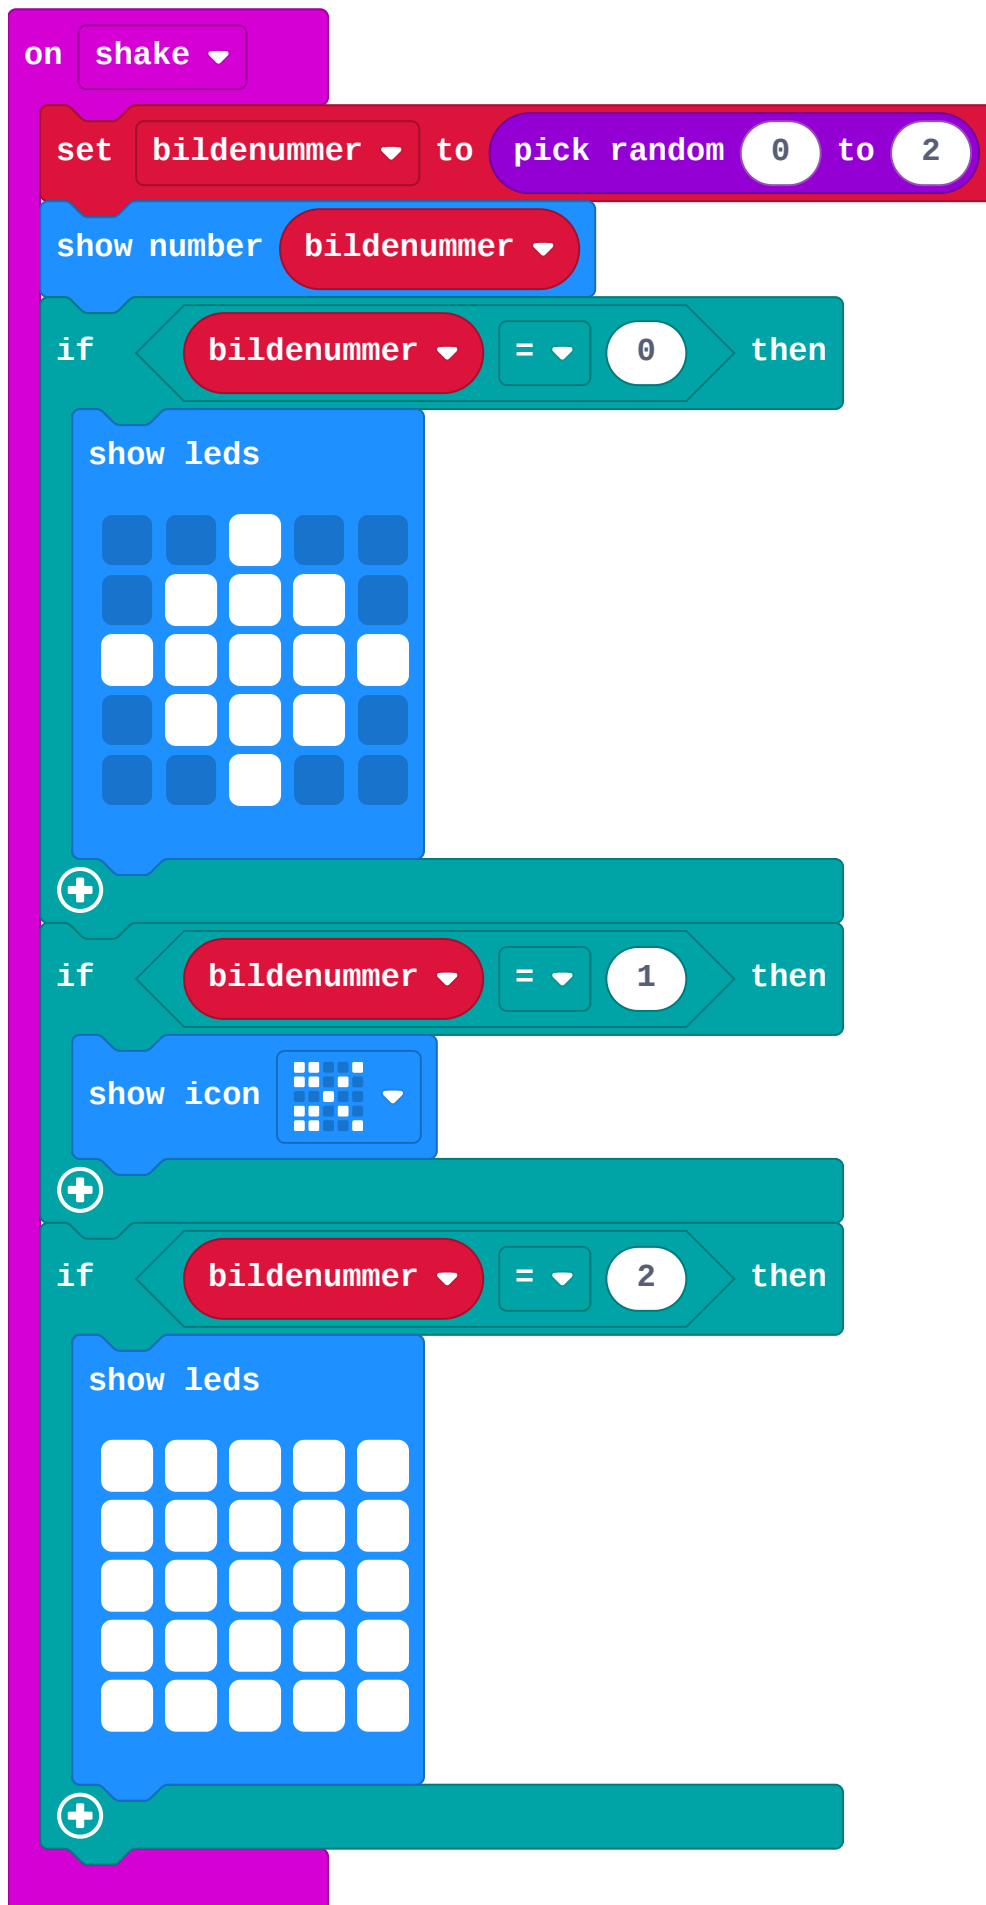 on shake
set bildenummer to pick random 0 to 2
show number bildenummer
if bildenummer = 0 then
show leds
if bildenummer = 1 then
show icon
if bildenummer = 2 then
show leds